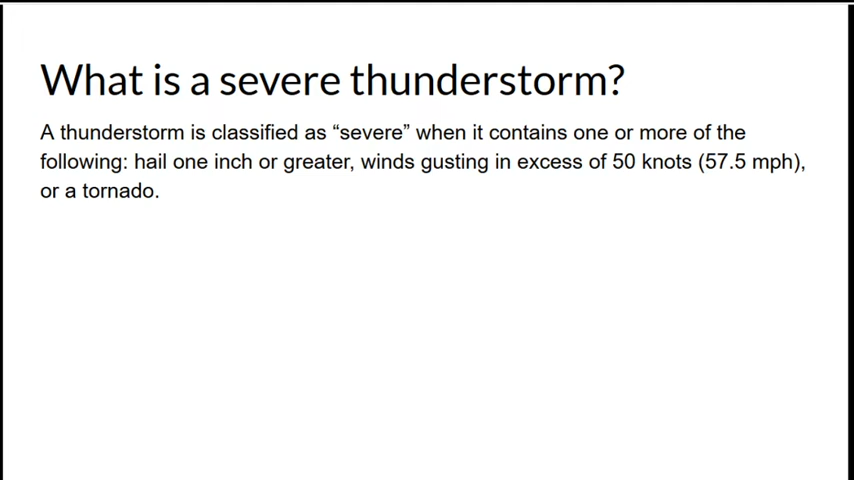 What is a severe thunderstorm?
A thunderstorm is classified as “severe” when it contains one or more of the
following: hail one inch or greater, winds gusting in excess of 50 knots (57.5 mph),
or a tornado.